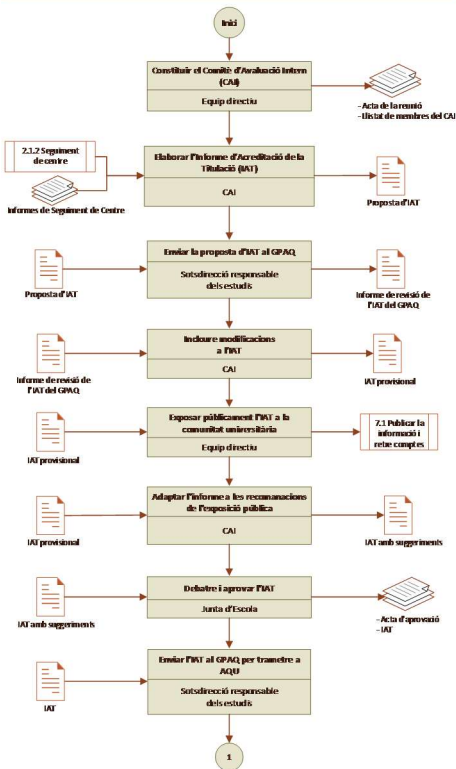 Inici
Constituir el Comitè d'Avaluació Intern
(CAI)
Equip directiu
- Acta de la reunió
- Llistat de membres del CAI
2.1.2 Seguiment
de centre
Informes de Seguiment de Centre
Elaborar l'Informe d'Acreditació de la
Titulació (IAT)
CAI
Proposta d'IAT
Proposta d'IAT
Enviar la proposta d'IAT al GPAQ
Sotsdirecció responsable
dels estudis
Informe de revisió de
l'IAT del GPAQ
Informe de revisió de
l'IAT del GPAQ
Incloure modificacions
a l'IAT
CAI
IAT provisional
IAT provisional
Exposar públicament l'IAT a la
comunitat universitària
Equip directiu
7.1 Publicar la
informació i
retre comptes
IAT provisional
Adaptar l'informe a les recomanacions
de l'exposició pública
CAI
IAT amb suggeriments
IAT amb suggeriments
Debatre i aprovar l'IAT
Junta d'Escola
- Acta d'aprovació
- IAT
IAT
Enviar l'IAT al GPAQ per trametre a
AQU
Sotsdirecció responsable
dels estudis
1